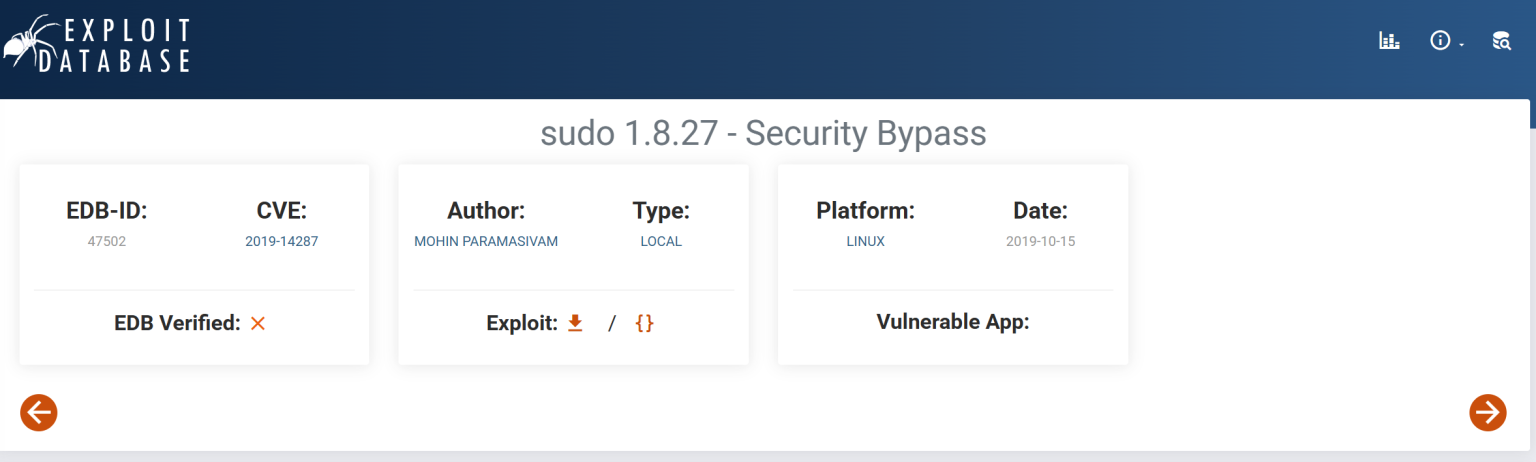 EXPLOIT
DATABASE
sudo 1.8.27 - Security Bypass
EDB-ID:
47502
CVE:
2019-14287
EDB Verified:
Author:
MOHIN PARAMASIVAM
Type:
LOCAL
Exploit: / {}
Platform:
LINUX
Date:
2019-10-15
Vulnerable App: